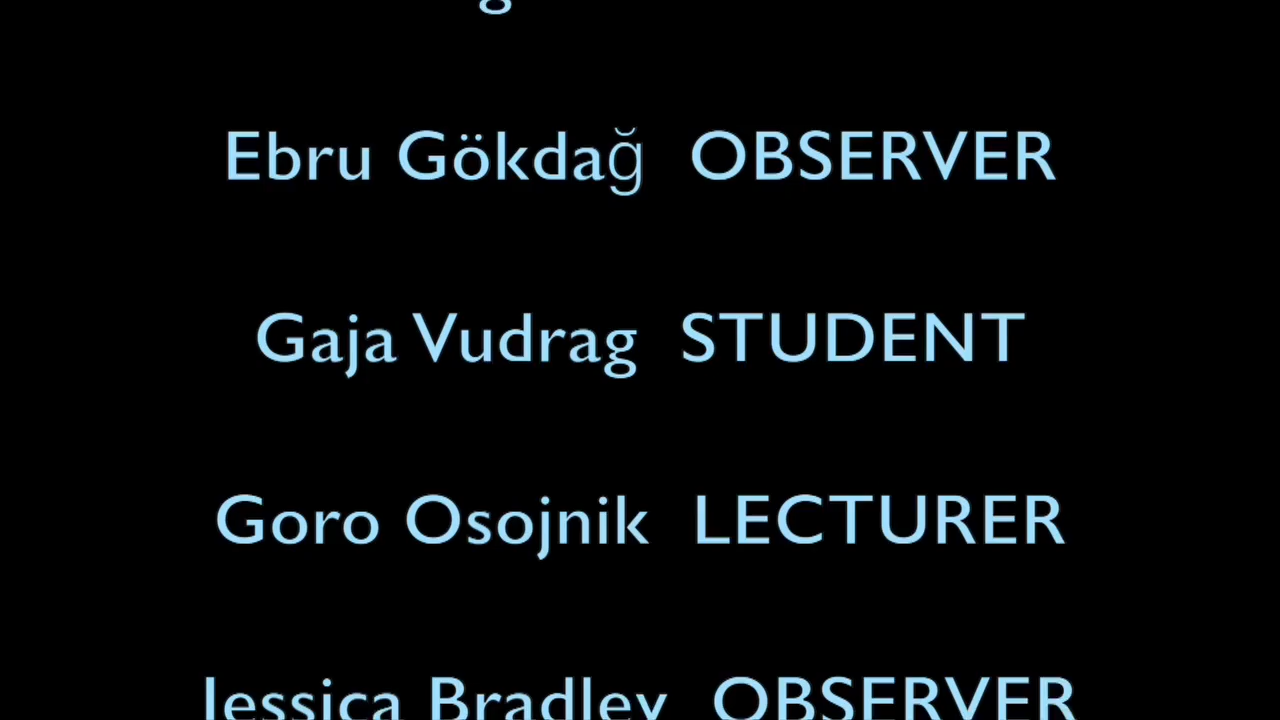 Ebru Gökdağ OBSERVER
Gaja Vudrag STUDENT
Goro Osojnik LECTURER
Jessica Bradley OBSERVER